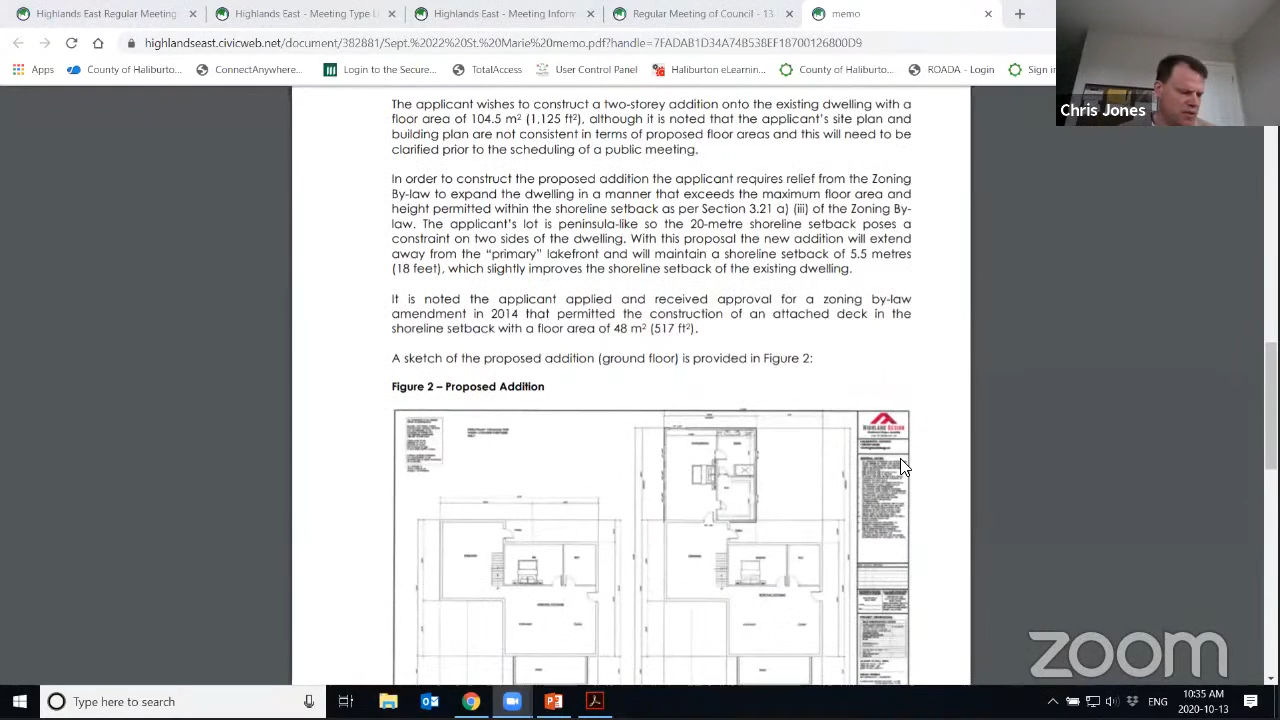 Highlands East Regular Meeting
Highlands East - Meeting Type L
Highlands East - Meeting Inform
Regular Meeting of Council - 13
memo
highlandseast.civicweb.net/document/303881/Sept.%2022%20St.%20Marie%20memo.pdf?handle=7FADAB1D34A74B538EF18700126800D9
Apps
County of Haliburto...
ConnectAnywhere...
Listen to the Secure...
TotalAccess
User Control Panel
Haliburton eLearnin...
County of Haliburto...
ROADA - Login
Sign in
Chris Jones
The applicant wishes to construct a two-storey addition onto the existing dwelling with a
of 104.5 m² (1,125 ft²), although it is noted that the applicant's site plan and
building plan are not consistent in terms of proposed floor areas and this will need to be
clarified prior to the scheduling of a public meeting.
In order to construct the proposed addition the applicant requires relief from the Zoning
By-law to expand the dwelling in a manner that exceeds the maximum floor area and
height permitted within the shoreline setback as per Section 3.21 a) (iii) of the Zoning By-
law. The applicant's lot is peninsula-like so the 20-metre shoreline setback poses a
constraint on two sides of the dwelling. With this proposal the new addition will extend
away from the "primary" lakefront and will maintain a shoreline setback of 5.5 metres
(18 feet), which slightly improves the shoreline setback of the existing dwelling.
It is noted the applicant applied and received approval for a zoning by-law
amendment in 2014 that permitted the construction of an attached deck in the
shoreline setback with a floor area of 48 m² (517 ft²).
A sketch of the proposed addition (ground floor) is provided in Figure 2:
Figure 2 – Proposed Addition
HIGHLAND DESIGN
zoom
Type here to search
ENG
10:35 AM
2020-10-13